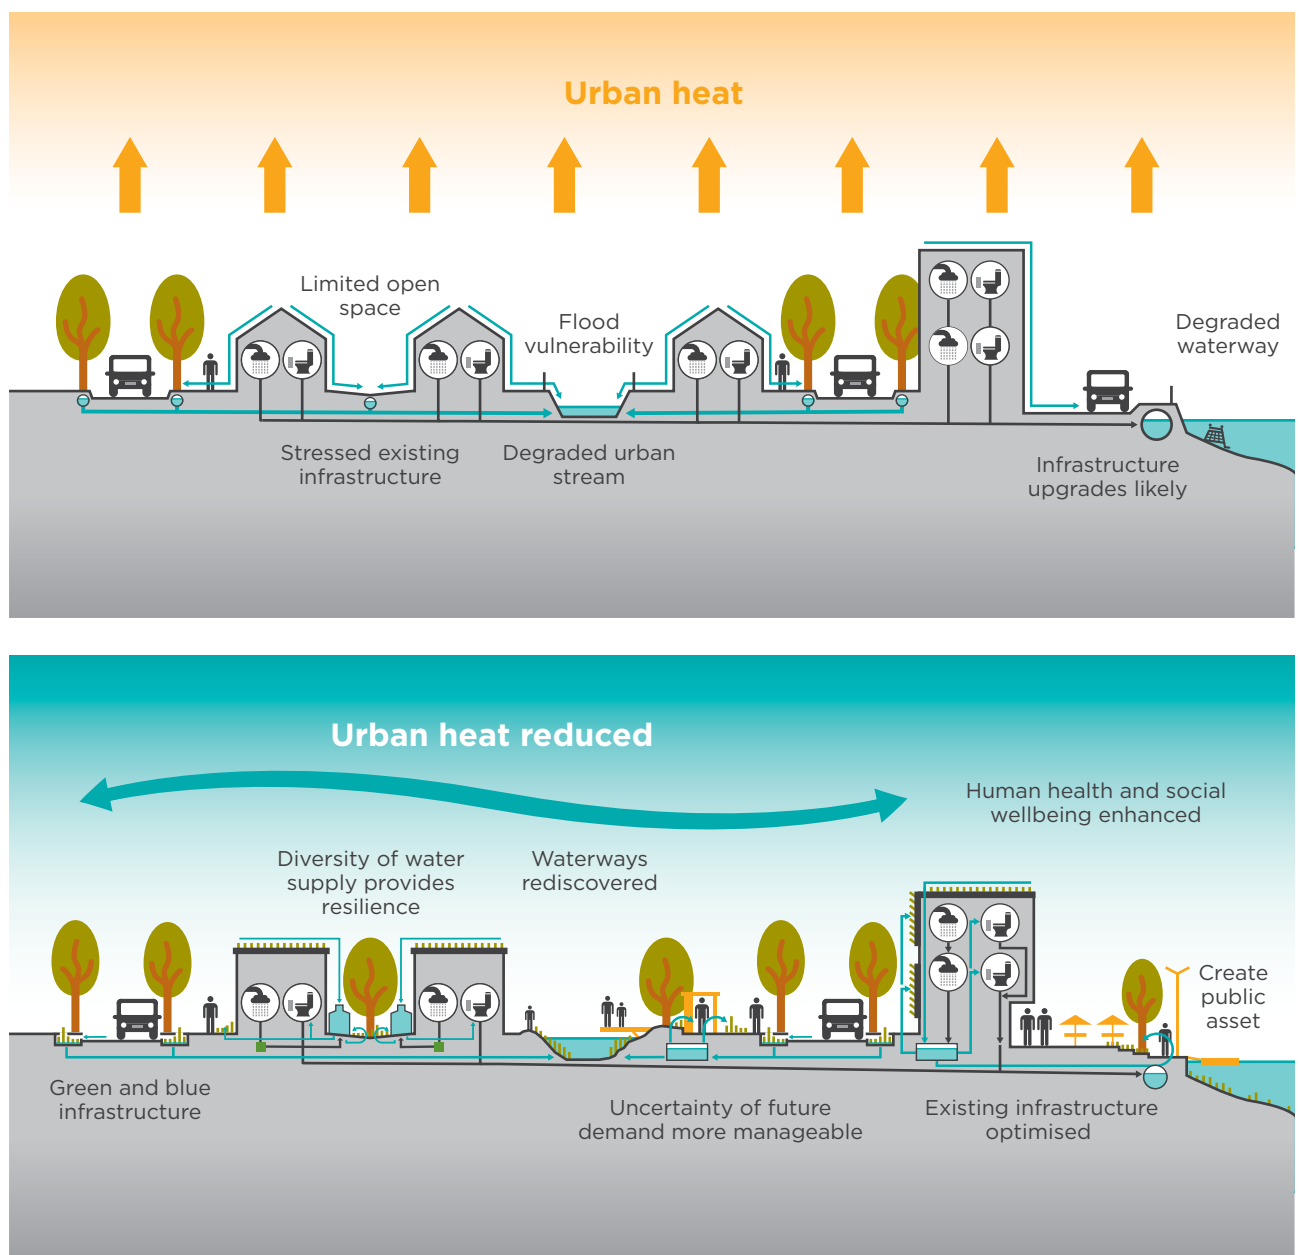 Urban heat
Limited open
space
Flood
vulnerability
Degraded
waterway
Stressed existing
infrastructure
Degraded urban
stream
Infrastructure
upgrades likely
Urban heat reduced
Human health and social
wellbeing enhanced
Diversity of water
supply provides
resilience
Waterways
rediscovered
Create
public
asset
Green and blue
infrastructure
Uncertainty of future
demand more manageable
Existing infrastructure
optimised